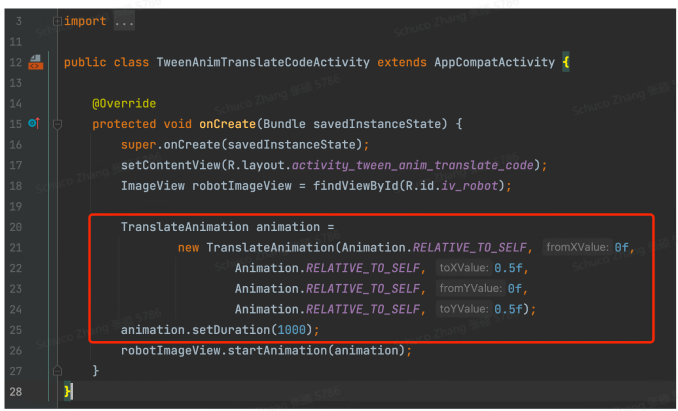 3 import ...
11
12 public class TweenAnimTranslateCodeActivity extends AppCompatActivity {
13
14 @Override
15 protected void onCreate(Bundle savedInstanceState) {
16 super.onCreate(savedInstanceState);
17 setContentView(R.layout.activity_tween_anim_translate_code);
18 ImageView robotImageView = findViewById(R.id.iv_robot);
19
20 TranslateAnimation animation =
21 new TranslateAnimation(Animation.RELATIVE_TO_SELF, fromXValue: 0f,
22 Animation.RELATIVE_TO_SELF, toXValue: 0.5f,
23 Animation.RELATIVE_TO_SELF, fromYValue: 0f,
24 Animation.RELATIVE_TO_SELF, toYValue: 0.5f);
25 animation.setDuration(1000);
26 robotImageView.startAnimation(animation);
27 }
28 }